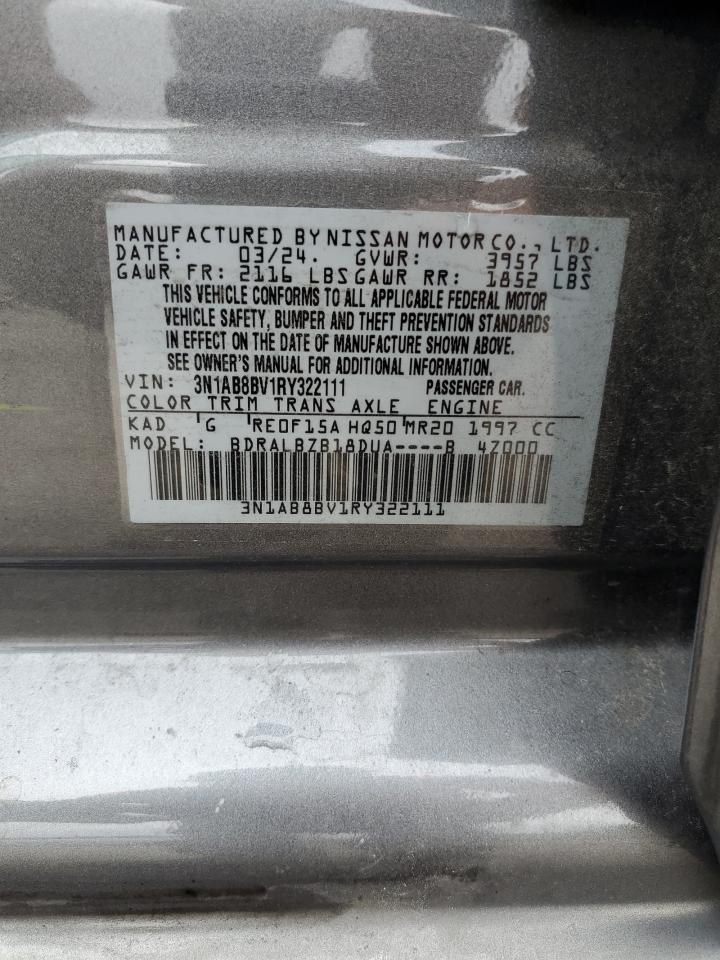 MANUFACTURED BY NISSAN MOTOR CO., LTD.
DATE: 03/24. GVWR: 3957 LBS
GAWR FR: 2116 LBS GAWR RR: 1852 LBS
THIS VEHICLE CONFORMS TO ALL APPLICABLE FEDERAL MOTOR
VEHICLE SAFETY, BUMPER AND THEFT PREVENTION STANDARDS
IN EFFECT ON THE DATE OF MANUFACTURE SHOWN ABOVE.
SEE OWNER'S MANUAL FOR ADDITIONAL INFORMATION.
VIN: 3N1AB8BV1RY322111 PASSENGER CAR.
COLOR TRIM TRANS AXLE ENGINE
KAD G RE0F15A HQ50 MR20 1997 CC
MODEL: BDRALBZB18DUA----B 4Z000
3N1AB8BV1RY322111